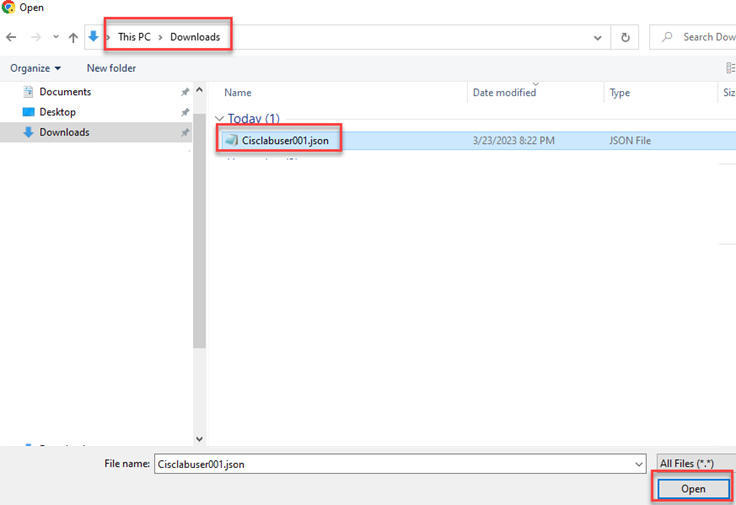 Open
This PC > Downloads
Search Dow
Organize
New folder
Documents
Desktop
Downloads
Name
Date modified
Type
Siz
Today (1)
Cisclabuser001.json
3/23/2023 8:22 PM
JSON File
File name:
Cisclabuser001.json
All Files (*.*)
Open